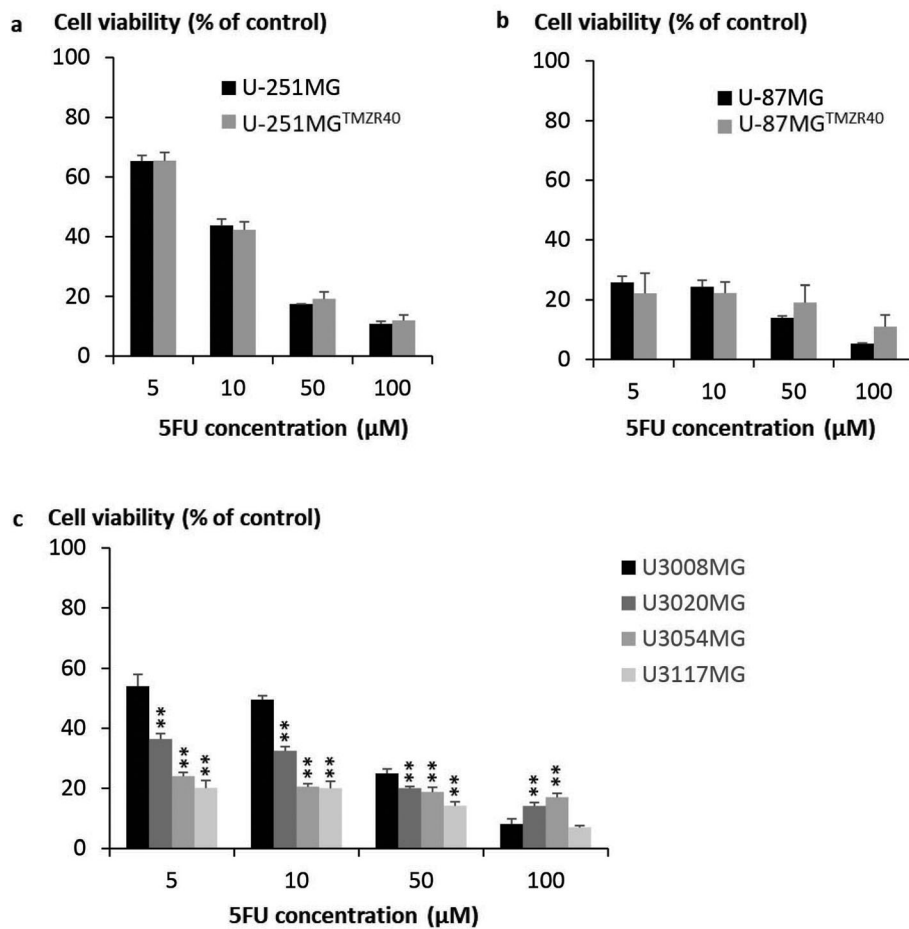 a Cell viability (% of control)
100
80
60
40
20
0
U-251MG
U-251MGTMZR40
5 10 50 100
5FU concentration (µM)
b Cell viability (% of control)
100
80
60
40
20
0
U-87MG
U-87MGTMZR40
5 10 50 100
5FU concentration (µM)
c Cell viability (% of control)
100
80
60
40
20
0
** ** ** ** ** ** ** ** ** ** **
U3008MG
U3020MG
U3054MG
U3117MG
5 10 50 100
5FU concentration (µM)